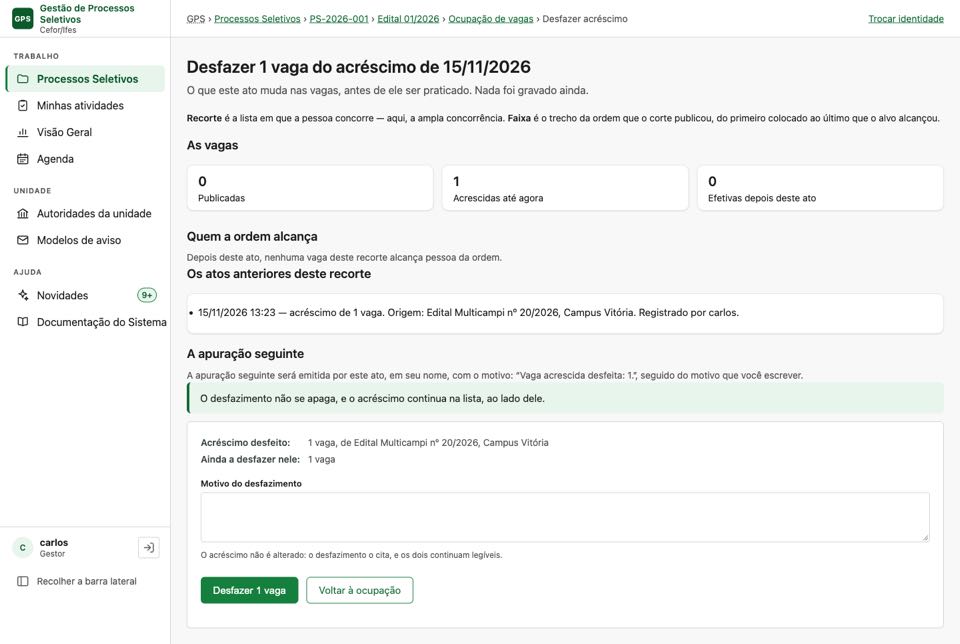 GPS
Gestão de Processos
Seletivos
Cefor/Ifes
TRABALHO
Processos Seletivos
Minhas atividades
Visão Geral
Agenda
UNIDADE
Autoridades da unidade
Modelos de aviso
AJUDA
Novidades 9+
Documentação do Sistema
C
carlos
Gestor
Recolher a barra lateral
GPS › Processos Seletivos › PS-2026-001 › Edital 01/2026 › Ocupação de vagas › Desfazer acréscimo
Trocar identidade
Desfazer 1 vaga do acréscimo de 15/11/2026
O que este ato muda nas vagas, antes de ele ser praticado. Nada foi gravado ainda.
Recorte é a lista em que a pessoa concorre — aqui, a ampla concorrência. Faixa é o trecho da ordem que o corte publicou, do primeiro colocado ao último que o alvo alcançou.
As vagas
0
Publicadas
1
Acrescidas até agora
0
Efetivas depois deste ato
Quem a ordem alcança
Depois deste ato, nenhuma vaga deste recorte alcança pessoa da ordem.
Os atos anteriores deste recorte
• 15/11/2026 13:23 — acréscimo de 1 vaga. Origem: Edital Multicampi nº 20/2026, Campus Vitória. Registrado por carlos.
A apuração seguinte
A apuração seguinte será emitida por este ato, em seu nome, com o motivo: “Vaga acrescida desfeita: 1.”, seguido do motivo que você escrever.
O desfazimento não se apaga, e o acréscimo continua na lista, ao lado dele.
Acréscimo desfeito: 1 vaga, de Edital Multicampi nº 20/2026, Campus Vitória
Ainda a desfazer nele: 1 vaga
Motivo do desfazimento
O acréscimo não é alterado: o desfazimento o cita, e os dois continuam legíveis.
Desfazer 1 vaga
Voltar à ocupação